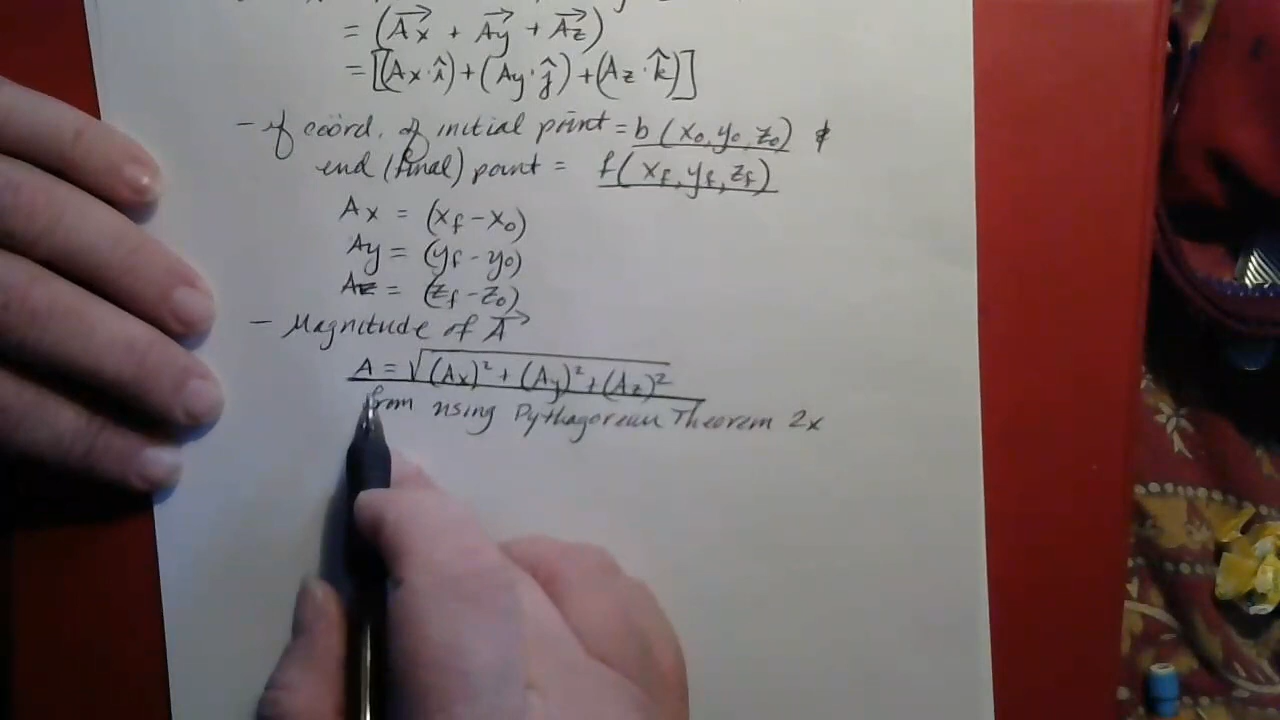 = (A⃗x + A⃗y + A⃗z)
= [(Ax·î)+(Ay·ĵ)+(Az·k̂)]
- if coörd. of initial point = b(x₀,y₀,z₀) &
end (final) point = f(xf,yf,zf)
Ax = (xf-x₀)
Ay = (yf-y₀)
Az = (zf-z₀)
- Magnitude of A⃗
A = √(Ax)²+(Ay)²+(Az)²
from using Pythagorean Theorem 2x